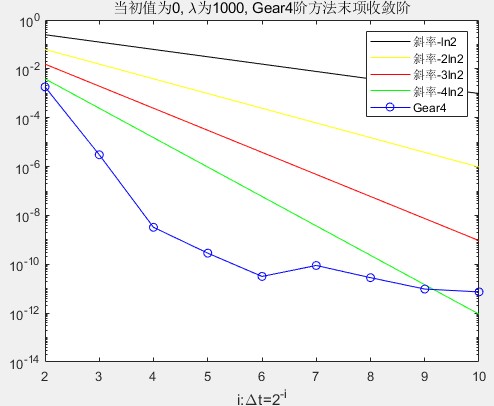 当初值为0, λ为1000, Gear4阶方法末项收敛阶
10^0
10^-2
10^-4
10^-6
10^-8
10^-10
10^-12
10^-14
斜率-ln2
斜率-2ln2
斜率-3ln2
斜率-4ln2
Gear4
2 3 4 5 6 7 8 9 10
i:Δt=2^-i